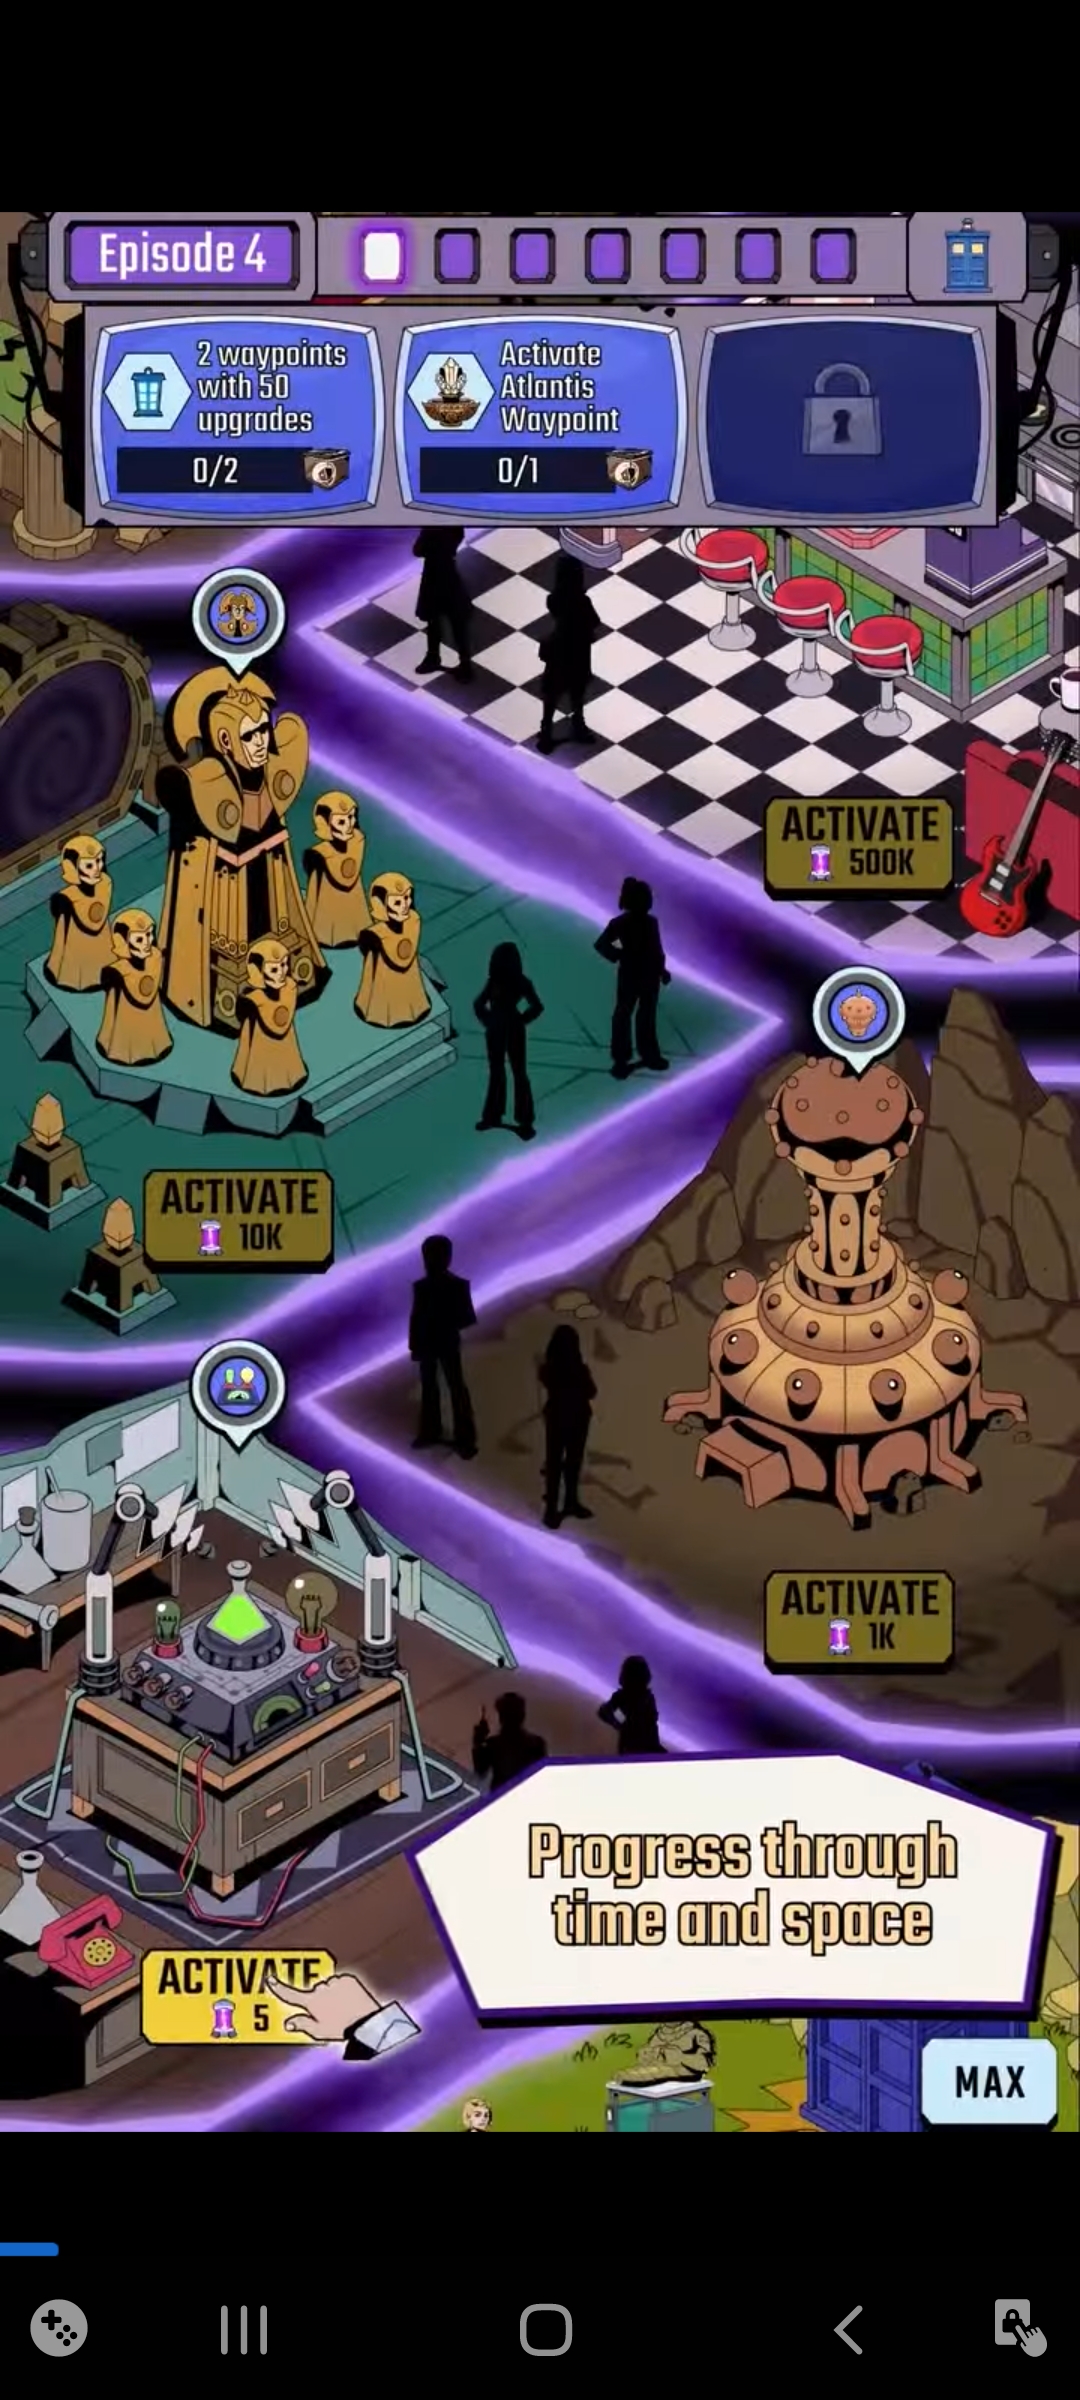 Episode 4
2 waypoints
with 50
upgrades
0/2
Activate
Atlantis
Waypoint
0/1
ACTIVATE
500K
ACTIVATE
10K
ACTIVATE
1K
Progress through
time and space
ACTIVATE
5
MAX